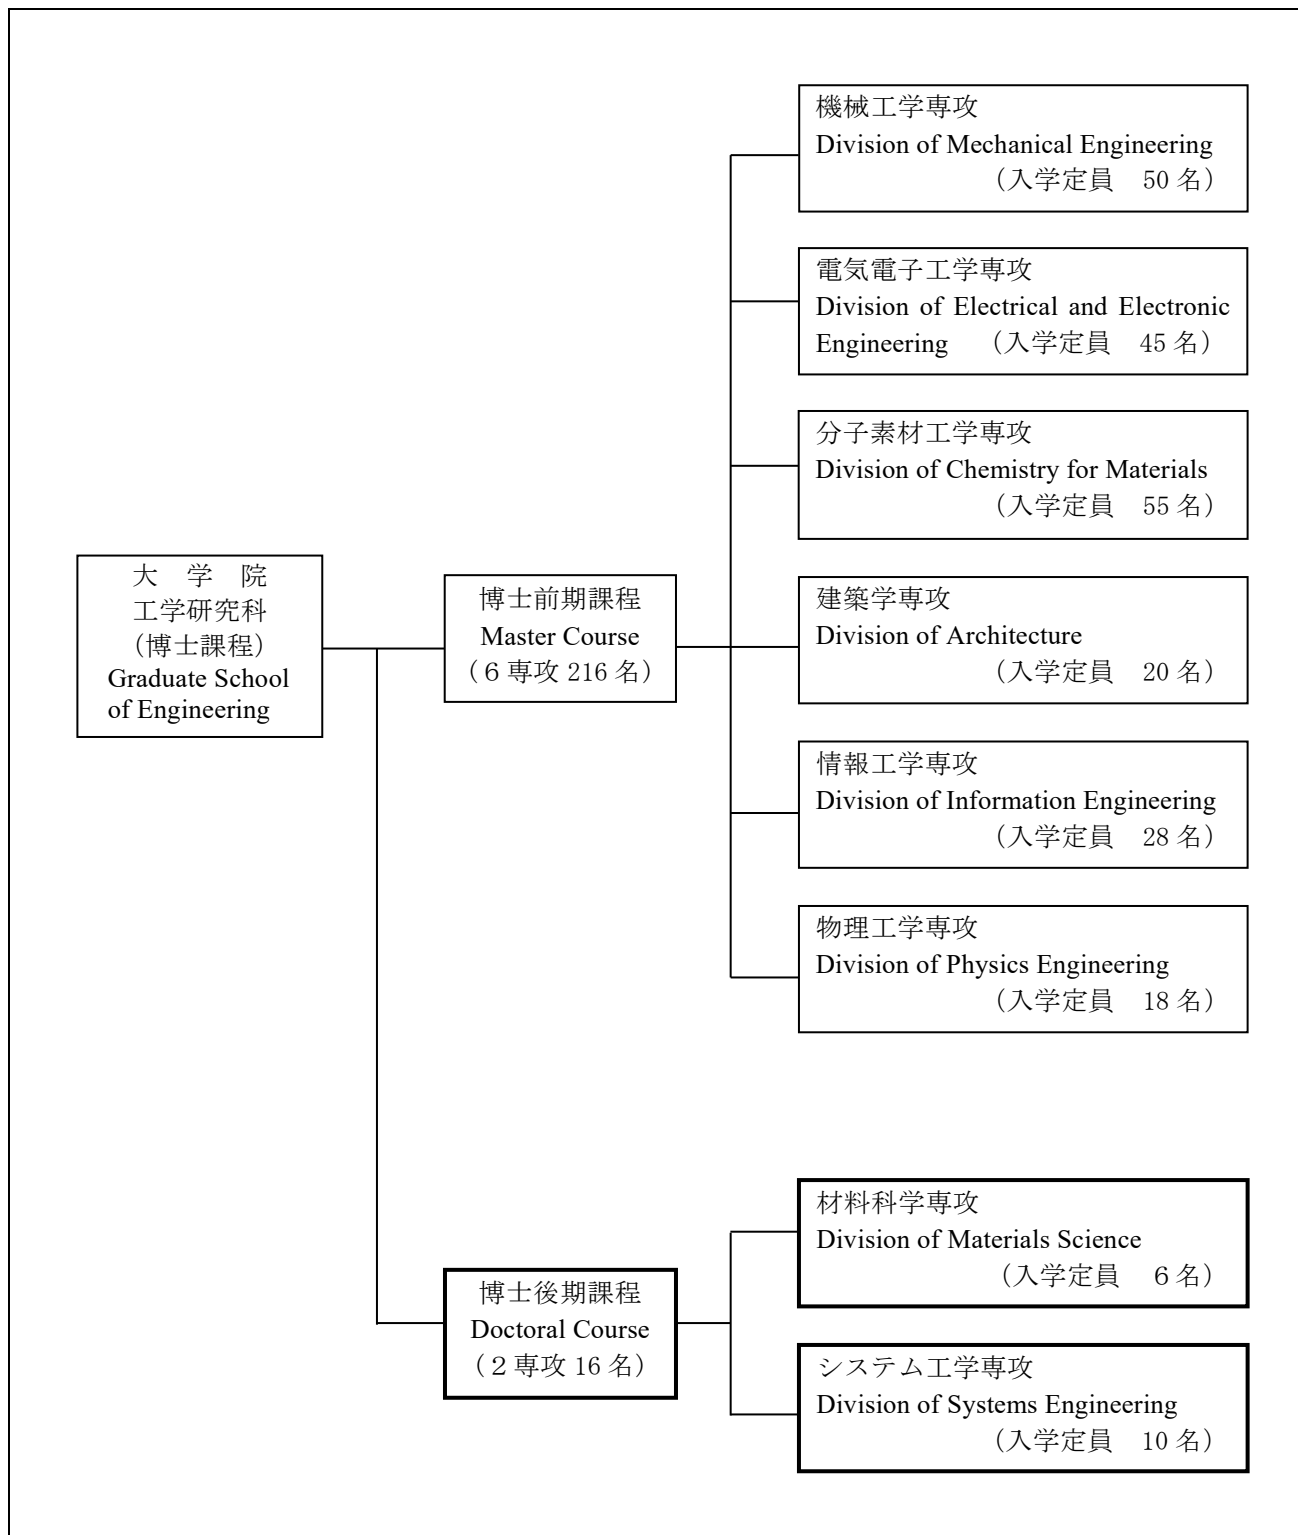 大　学　院
工学研究科
（博士課程）
Graduate School
of Engineering
博士前期課程
Master Course
（６専攻 216 名）
機械工学専攻
Division of Mechanical Engineering
（入学定員　50 名）
電気電子工学専攻
Division of Electrical and Electronic
Engineering　（入学定員　45 名）
分子素材工学専攻
Division of Chemistry for Materials
（入学定員　55 名）
建築学専攻
Division of Architecture
（入学定員　20 名）
情報工学専攻
Division of Information Engineering
（入学定員　28 名）
物理工学専攻
Division of Physics Engineering
（入学定員　18 名）
博士後期課程
Doctoral Course
（２専攻 16 名）
材料科学専攻
Division of Materials Science
（入学定員　６名）
システム工学専攻
Division of Systems Engineering
（入学定員　10 名）